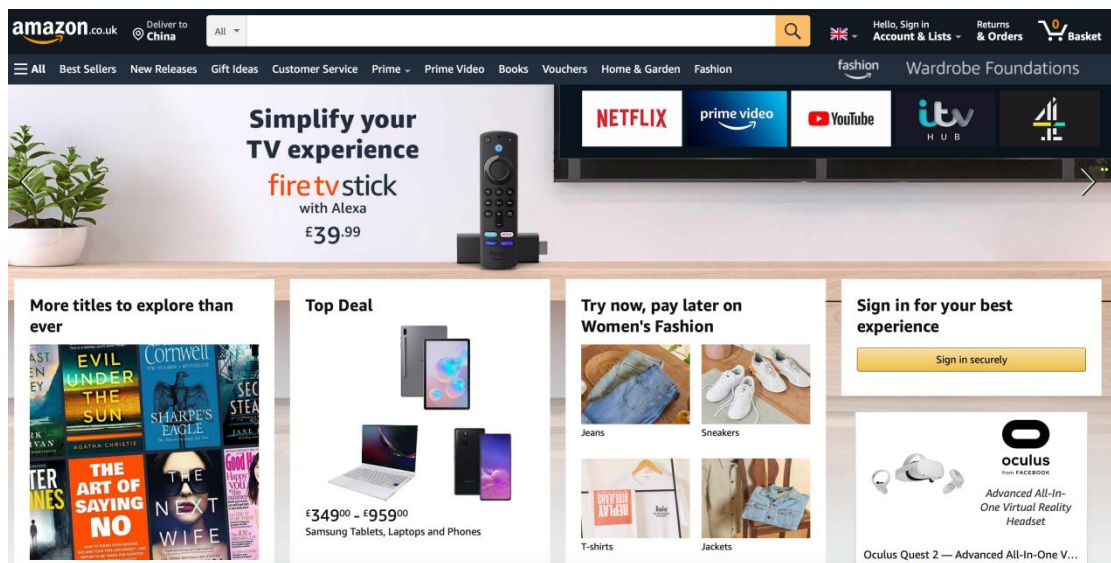 amazon.co.uk
Deliver to
China
All
Hello, Sign in
Account & Lists
Returns
& Orders
0
Basket
All Best Sellers New Releases Gift Ideas Customer Service Prime Prime Video Books Vouchers Home & Garden Fashion
fashion Wardrobe Foundations
Simplify your
TV experience
fire tv stick
with Alexa
£39.99
NETFLIX
prime video
YouTube
itv
HUB
4
More titles to explore than
ever
EVIL
UNDER
THE
SUN
AGATHA CHRISTIE
Cornwell
SHARPE'S
EAGLE
THE
ART OF
SAYING
NO
THE
NEXT
WIFE
Top Deal
£349⁰⁰ - £959⁰⁰
Samsung Tablets, Laptops and Phones
Try now, pay later on
Women's Fashion
Jeans
Sneakers
T-shirts
Jackets
Sign in for your best
experience
Sign in securely
oculus
from FACEBOOK
Advanced All-In-
One Virtual Reality
Headset
Oculus Quest 2 — Advanced All-In-One V...